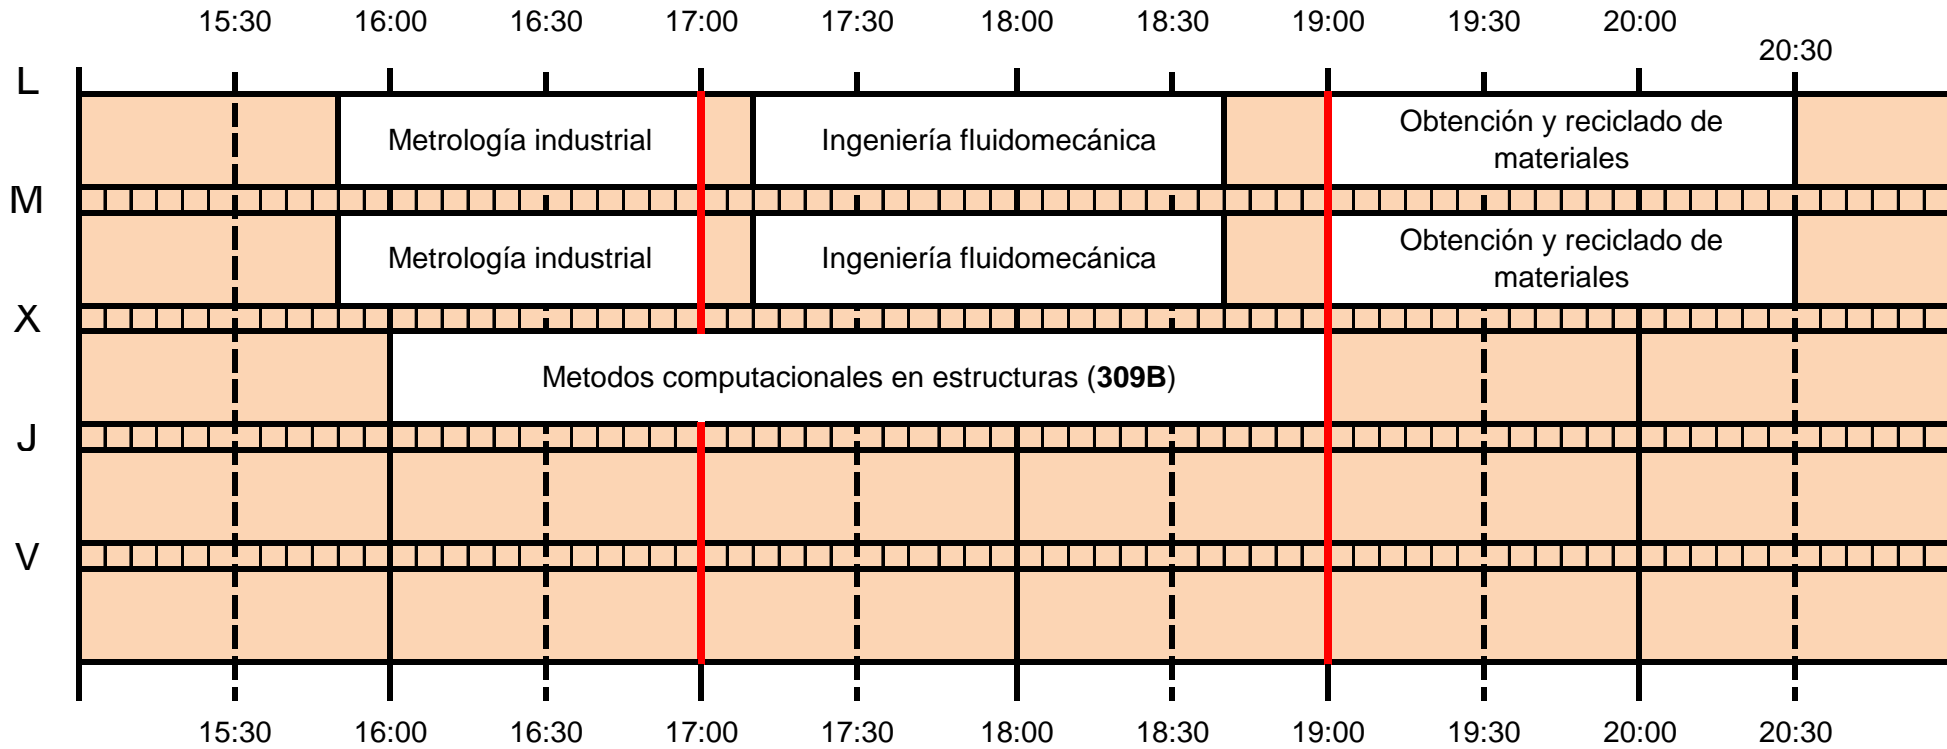 15:30 16:00 16:30 17:00 17:30 18:00 18:30 19:00 19:30 20:00 20:30
L
Metrología industrial
Ingeniería fluidomecánica
Obtención y reciclado de
materiales
M
Metrología industrial
Ingeniería fluidomecánica
Obtención y reciclado de
materiales
X
Metodos computacionales en estructuras (309B)
J
V
15:30 16:00 16:30 17:00 17:30 18:00 18:30 19:00 19:30 20:00 20:30